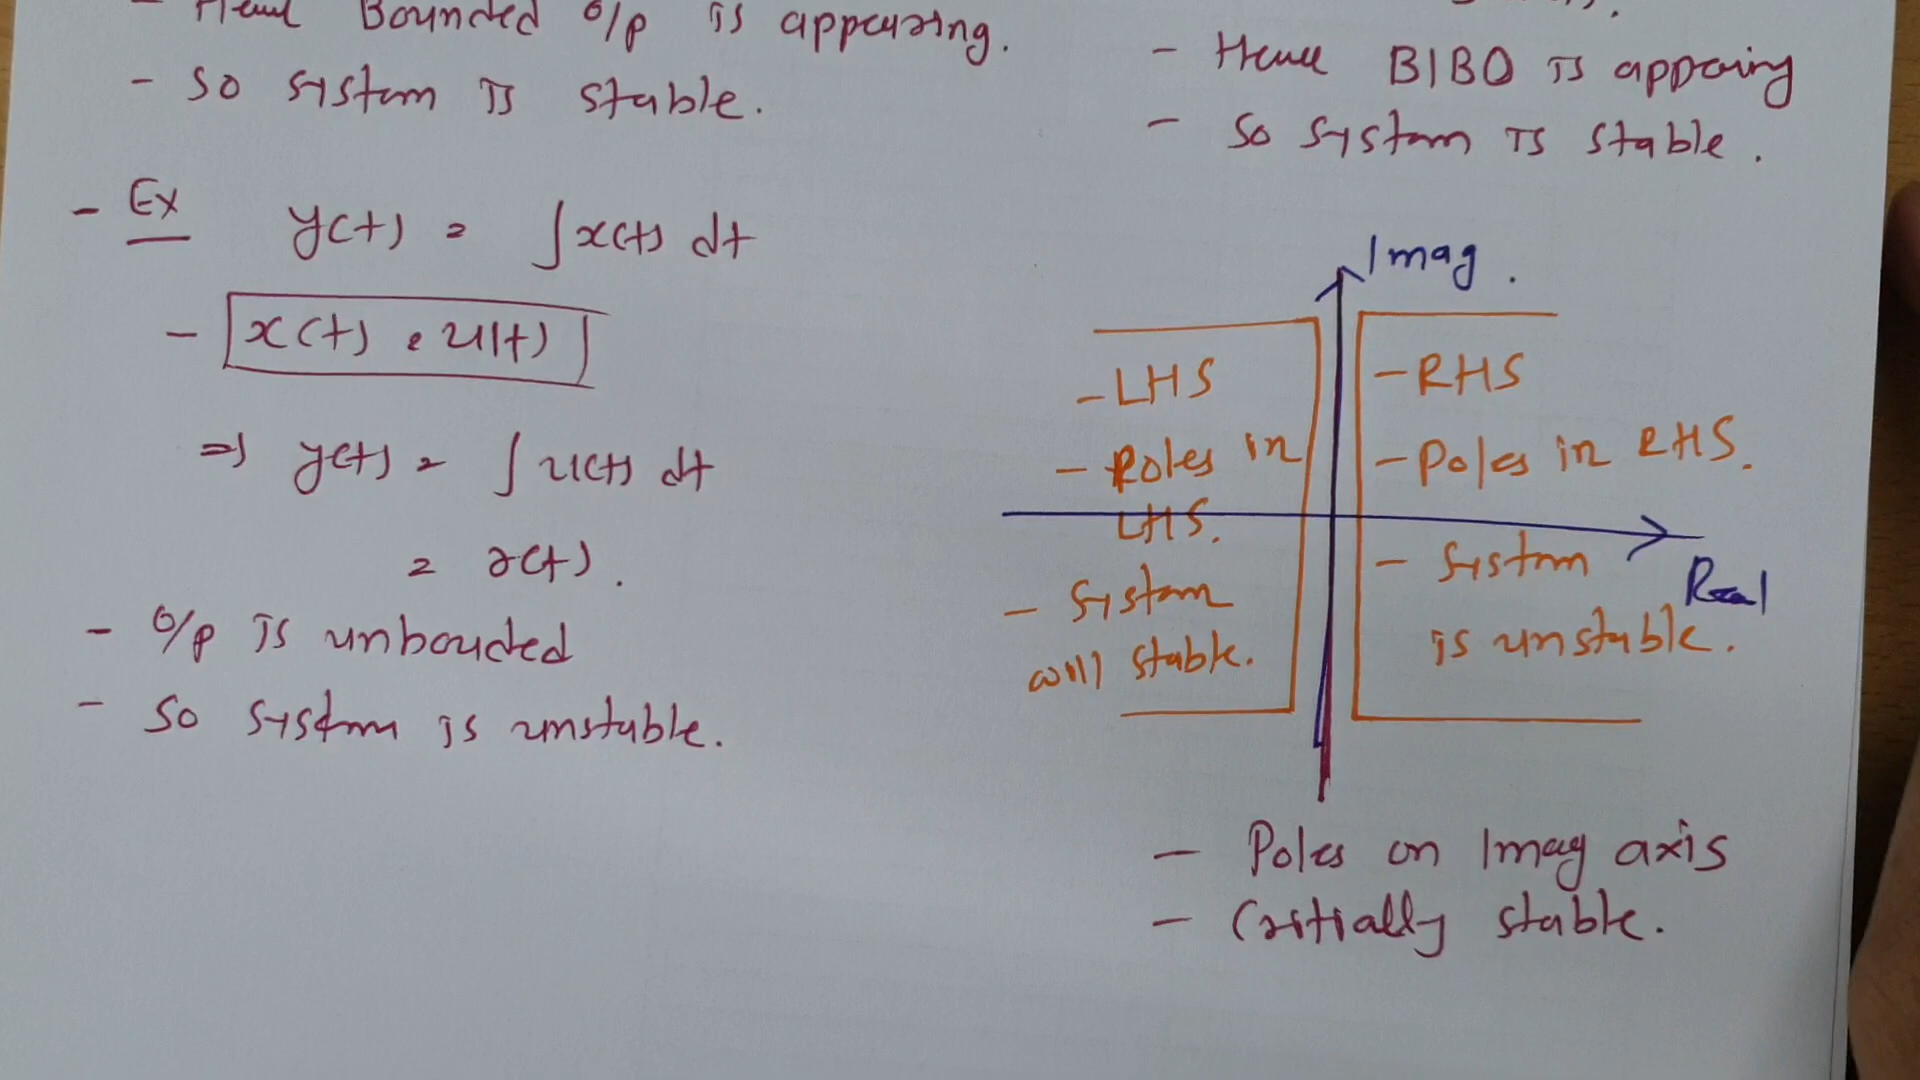 - Hence Bounded o/p is appearing.
- So system is stable.
- Ex y(t) = ∫x(t) dt
- x(t) = u(t)
⇒ y(t) = ∫ u(t) dt
= r(t).
- o/p is unbouded
- So system is unstable.
- Hence BIBO is appearing
- So system is stable.
Imag.
- LHS
- Poles in
LHS.
- System
will stable.
- RHS
- Poles in RHS.
- System
is unstable.
Real
- Poles on Imag axis
- Critially stable.